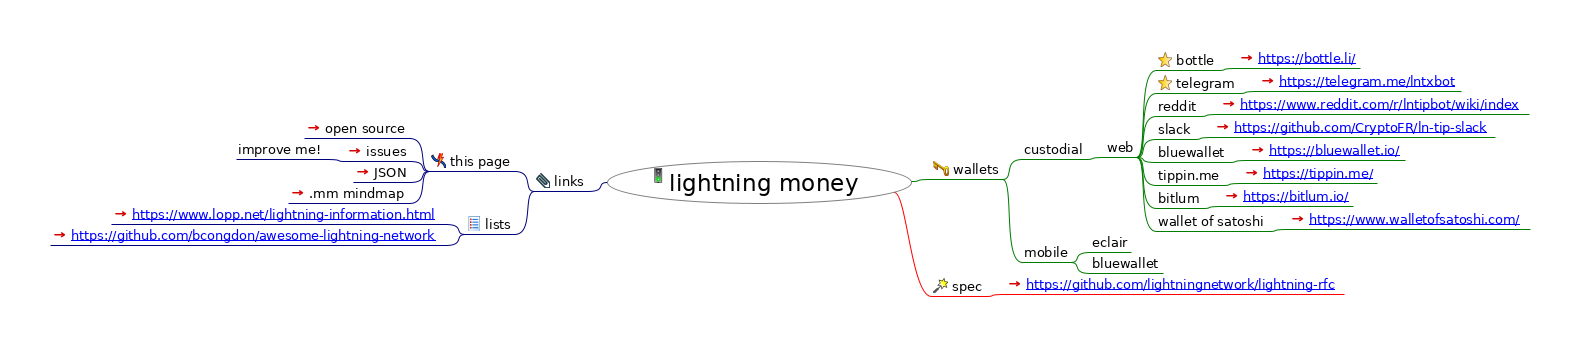 lightning money
wallets
custodial
web
bottle
https://bottle.li/
telegram
https://telegram.me/lntxbot
reddit
https://www.reddit.com/r/lntipbot/wiki/index
slack
https://github.com/CryptoFR/ln-tip-slack
bluewallet
https://bluewallet.io/
tippin.me
https://tippin.me/
bitlum
https://bitlum.io/
wallet of satoshi
https://www.walletofsatoshi.com/
mobile
eclair
bluewallet
spec
https://github.com/lightningnetwork/lightning-rfc
links
this page
open source
issues
improve me!
JSON
.mm mindmap
lists
https://www.lopp.net/lightning-information.html
https://github.com/bcongdon/awesome-lightning-network